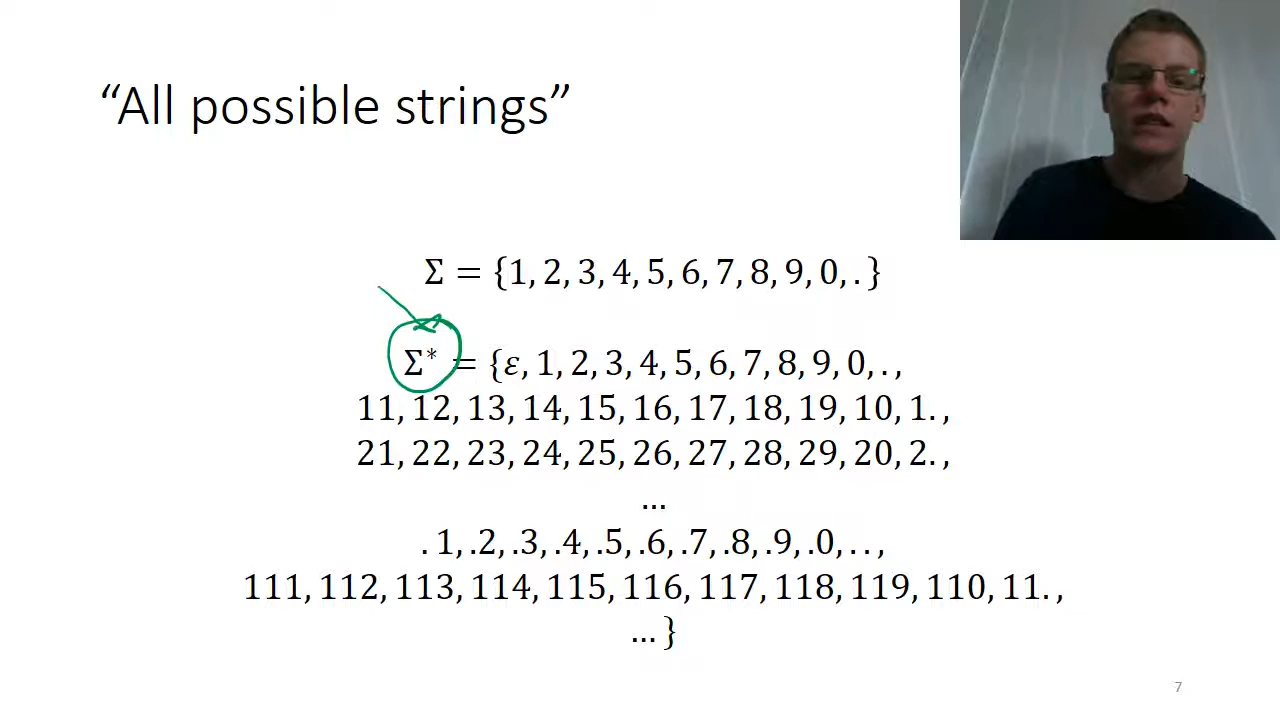 “All possible strings”
Σ = {1, 2, 3, 4, 5, 6, 7, 8, 9, 0, . }
Σ* = {ε, 1, 2, 3, 4, 5, 6, 7, 8, 9, 0, . ,
11, 12, 13, 14, 15, 16, 17, 18, 19, 10, 1. ,
21, 22, 23, 24, 25, 26, 27, 28, 29, 20, 2. ,
...
. 1, .2, .3, .4, .5, .6, .7, .8, .9, .0, . . ,
111, 112, 113, 114, 115, 116, 117, 118, 119, 110, 11. ,
... }
7